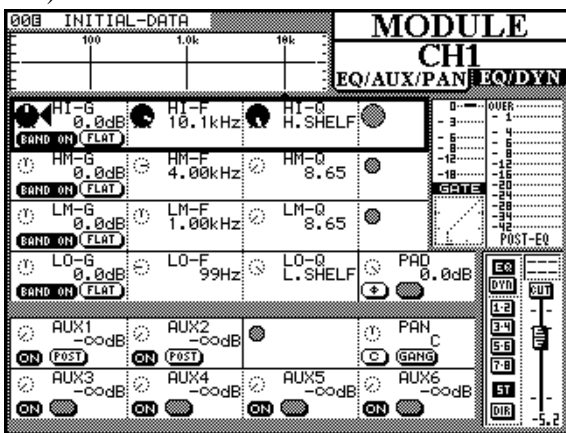 00 INITIAL-DATA
MODULE
CH1
EQ/AUX/PAN EQ/DYN
100 1.0k 10k
HI-G 0.0dB
BAND ON FLAT
HI-F 10.1kHz
HI-Q H.SHELF
HM-G 0.0dB
BAND ON FLAT
HM-F 4.00kHz
HM-Q 8.65
LM-G 0.0dB
BAND ON FLAT
LM-F 1.00kHz
LM-Q 8.65
LO-G 0.0dB
BAND ON FLAT
LO-F 99Hz
LO-Q L.SHELF
PAD 0.0dB
Φ
0
- 3
- 6
- 8
-12
-18
GATE
OVER
- 1
- 4
- 6
- 8
-12
-16
-20
-24
-28
-34
-42
POST-EQ
AUX1 -∞dB
ON POST
AUX2 -∞dB
ON POST
PAN C
C GANG
AUX3 -∞dB
ON
AUX4 -∞dB
ON
AUX5 -∞dB
ON
AUX6 -∞dB
ON
EQ
DYN
1-2
3-4
5-6
7-8
ST
DIR
CUT
-5.2